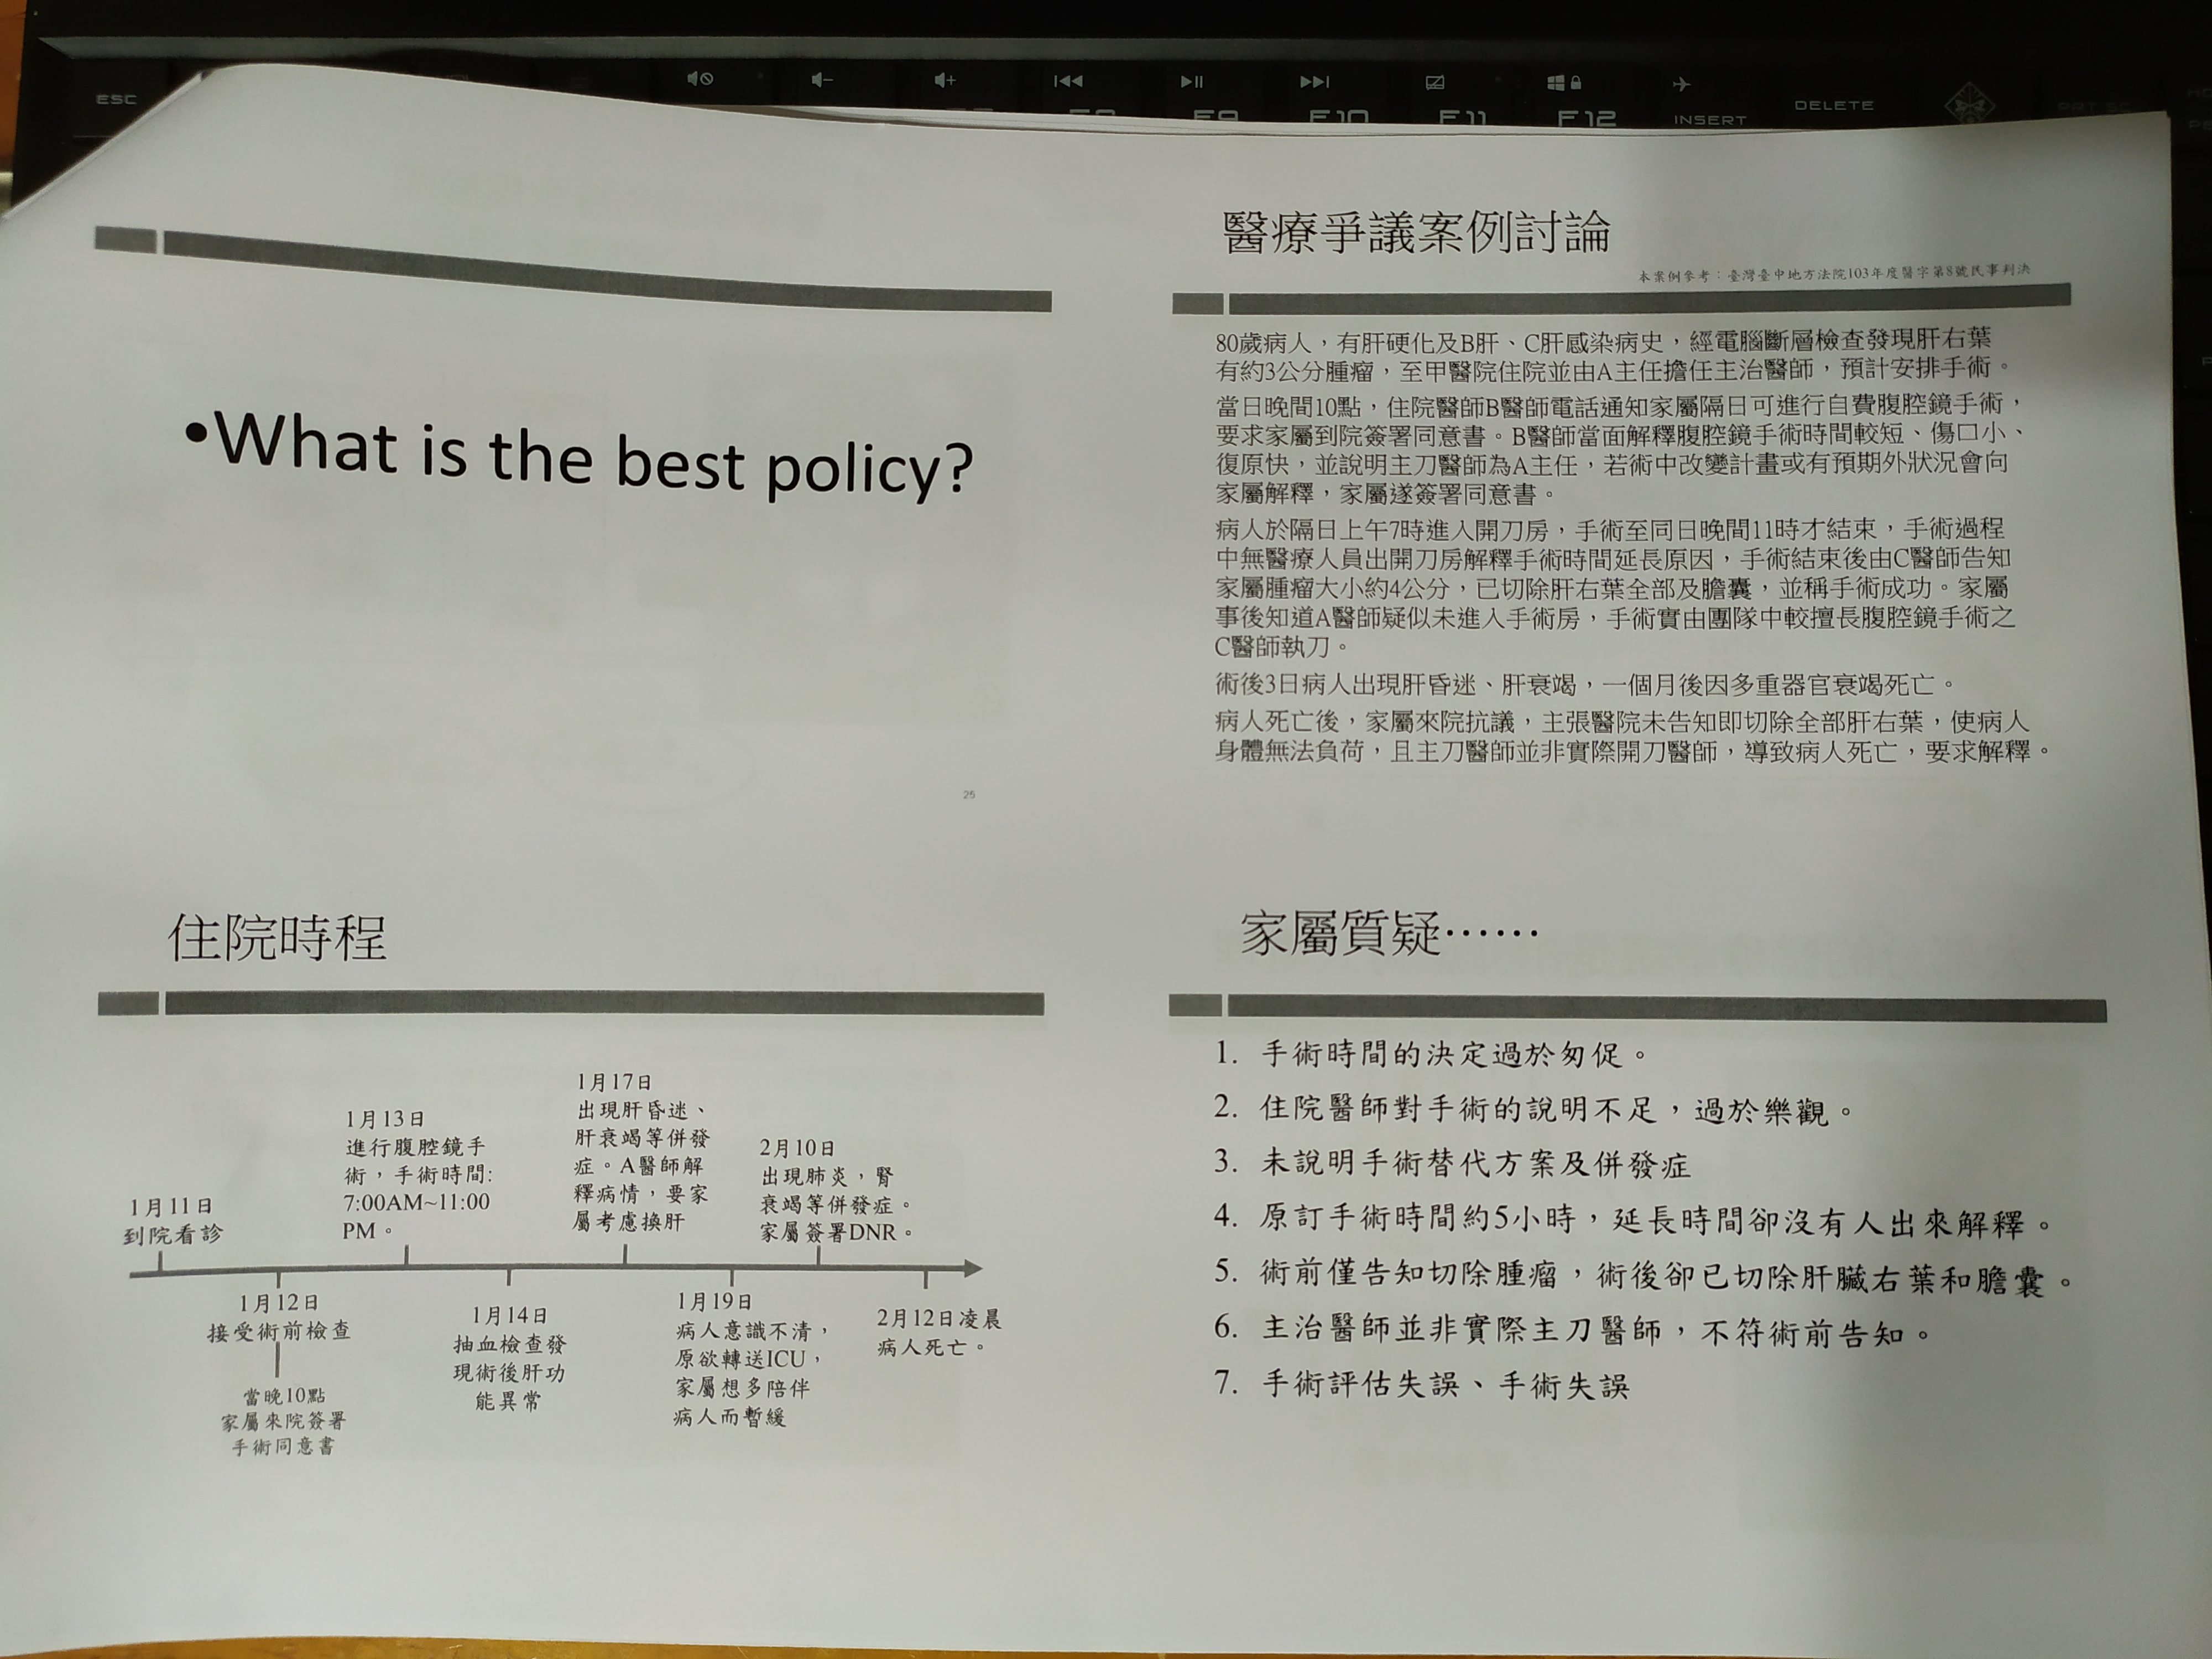 ESC
F9
F10
F11
F12
INSERT
DELETE
PRT SC
•What is the best policy?
25
醫療爭議案例討論
本案例參考：臺灣臺中地方法院103年度醫字第8號民事判決
80歲病人，有肝硬化及B肝、C肝感染病史，經電腦斷層檢查發現肝右葉
有約3公分腫瘤，至甲醫院住院並由A主任擔任主治醫師，預計安排手術。
當日晚間10點，住院醫師B醫師電話通知家屬隔日可進行自費腹腔鏡手術，
要求家屬到院簽署同意書。B醫師當面解釋腹腔鏡手術時間較短、傷口小、
復原快，並說明主刀醫師為A主任，若術中改變計畫或有預期外狀況會向
家屬解釋，家屬遂簽署同意書。
病人於隔日上午7時進入開刀房，手術至同日晚間11時才結束，手術過程
中無醫療人員出開刀房解釋手術時間延長原因，手術結束後由C醫師告知
家屬腫瘤大小約4公分，已切除肝右葉全部及膽囊，並稱手術成功。家屬
事後知道A醫師疑似未進入手術房，手術實由團隊中較擅長腹腔鏡手術之
C醫師執刀。
術後3日病人出現肝昏迷、肝衰竭，一個月後因多重器官衰竭死亡。
病人死亡後，家屬來院抗議，主張醫院未告知即切除全部肝右葉，使病人
身體無法負荷，且主刀醫師並非實際開刀醫師，導致病人死亡，要求解釋。
住院時程
1月11日
到院看診
1月12日
接受術前檢查
當晚10點
家屬來院簽署
手術同意書
1月13日
進行腹腔鏡手
術，手術時間:
7:00AM~11:00
PM。
1月14日
抽血檢查發
現術後肝功
能異常
1月17日
出現肝昏迷、
肝衰竭等併發
症。A醫師解
釋病情，要家
屬考慮換肝
1月19日
病人意識不清，
原欲轉送ICU，
家屬想多陪伴
病人而暫緩
2月10日
出現肺炎，腎
衰竭等併發症。
家屬簽署DNR。
2月12日凌晨
病人死亡。
家屬質疑⋯⋯
1. 手術時間的決定過於匆促。
2. 住院醫師對手術的說明不足，過於樂觀。
3. 未說明手術替代方案及併發症
4. 原訂手術時間約5小時，延長時間卻沒有人出來解釋。
5. 術前僅告知切除腫瘤，術後卻已切除肝臟右葉和膽囊。
6. 主治醫師並非實際主刀醫師，不符術前告知。
7. 手術評估失誤、手術失誤